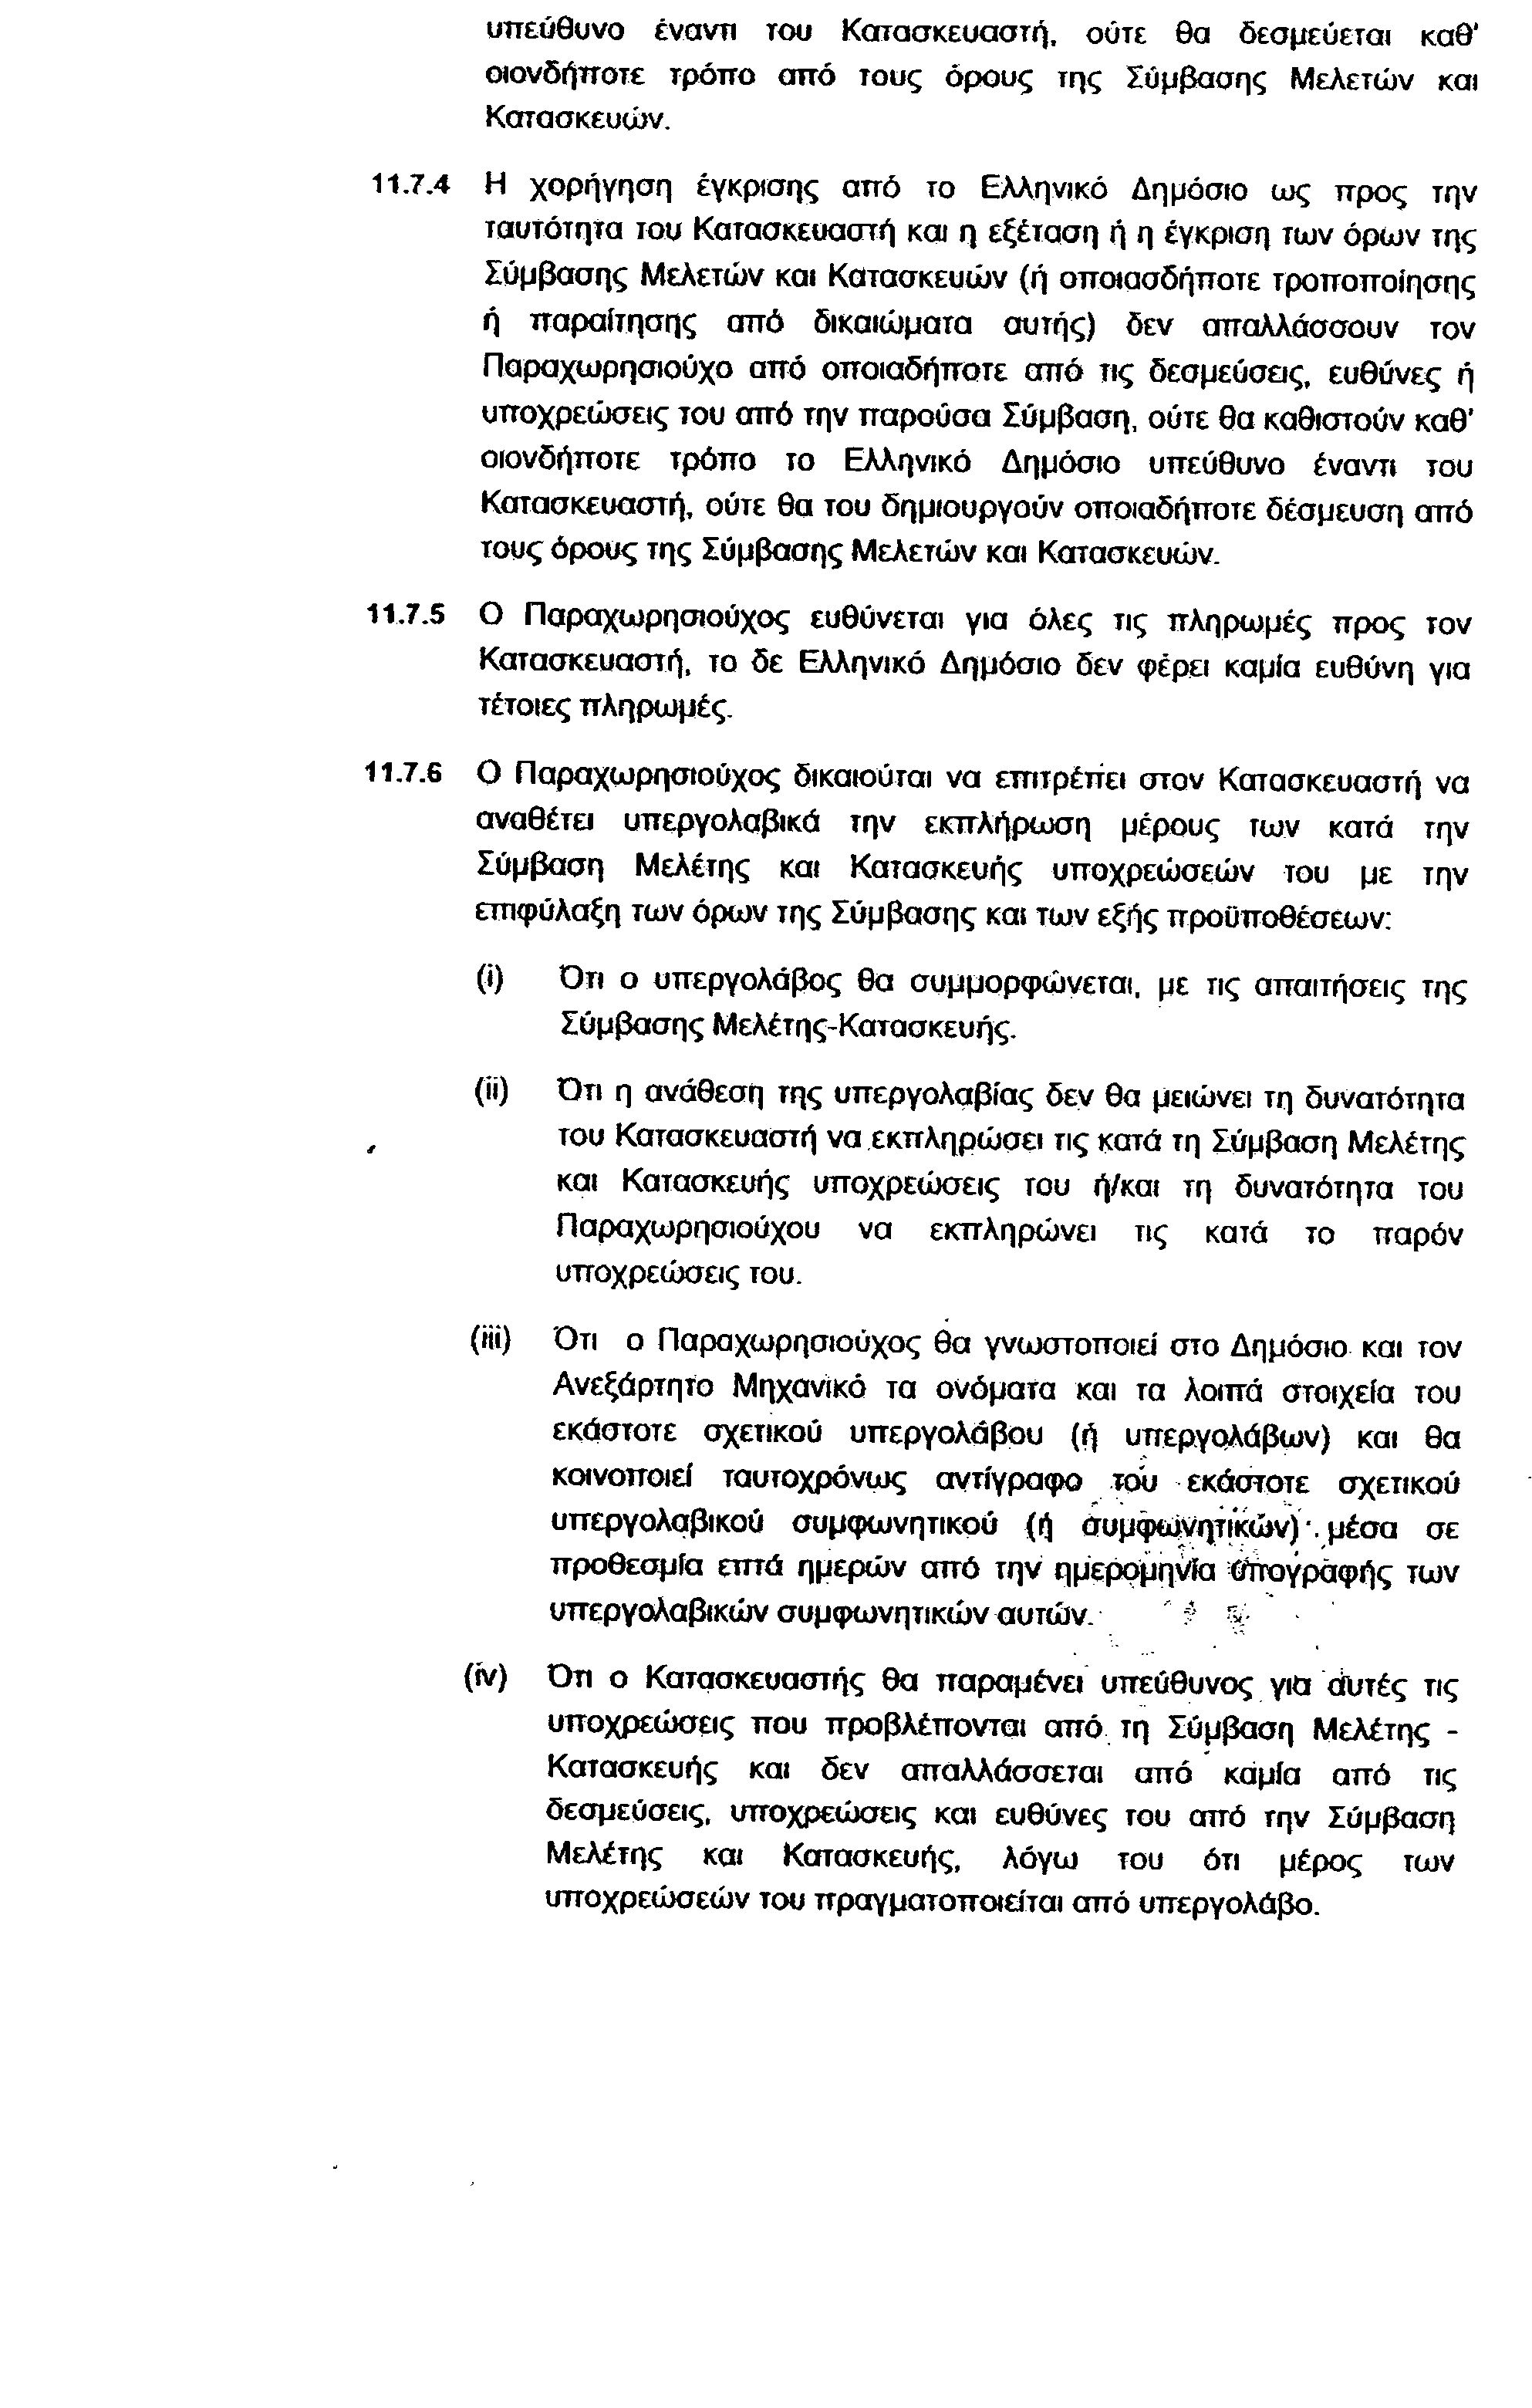 υπεύθυνο έναντι του Κατασκευαστή, ούτε θα δεσμεύεται καθ'
οιονδήποτε τρόπο από τους όρους της Σύμβασης Μελετών και
Κατασκευών.
11.7.4 Η χορήγηση έγκρισης από το Ελληνικό Δημόσιο ως προς την
ταυτότητα του Κατασκευαστή και η εξέταση ή η έγκριση των όρων της
Σύμβασης Μελετών και Κατασκευών (ή οποιασδήποτε τροποποίησης
ή παραίτησης από δικαιώματα αυτής) δεν απαλλάσσουν τον
Παραχωρησιούχο από οποιαδήποτε από τις δεσμεύσεις, ευθύνες ή
υποχρεώσεις του από την παρούσα Σύμβαση, ούτε θα καθιστούν καθ'
οιονδήποτε τρόπο το Ελληνικό Δημόσιο υπεύθυνο έναντι του
Κατασκευαστή, ούτε θα του δημιουργούν οποιαδήποτε δέσμευση από
τους όρους της Σύμβασης Μελετών και Κατασκευών.
11.7.5 Ο Παραχωρησιούχος ευθύνεται για όλες τις πληρωμές προς τον
Κατασκευαστή, το δε Ελληνικό Δημόσιο δεν φέρει καμία ευθύνη για
τέτοιες πληρωμές.
11.7.6 Ο Παραχωρησιούχος δικαιούται να επιτρέπει στον Κατασκευαστή να
αναθέτει υπεργολαβικά την εκπλήρωση μέρους των κατά την
Σύμβαση Μελέτης και Κατασκευής υποχρεώσεών του με την
επιφύλαξη των όρων της Σύμβασης και των εξής προϋποθέσεων:
(i) Ότι ο υπεργολάβος θα συμμορφώνεται, με τις απαιτήσεις της
Σύμβασης Μελέτης-Κατασκευής.
(ii) Ότι η ανάθεση της υπεργολαβίας δεν θα μειώνει τη δυνατότητα
του Κατασκευαστή να εκπληρώσει τις κατά τη Σύμβαση Μελέτης
και Κατασκευής υποχρεώσεις του ή/και τη δυνατότητα του
Παραχωρησιούχου να εκπληρώνει τις κατά το παρόν
υποχρεώσεις του.
(iii) Ότι ο Παραχωρησιούχος θα γνωστοποιεί στο Δημόσιο και τον
Ανεξάρτητο Μηχανικό τα ονόματα και τα λοιπά στοιχεία του
εκάστοτε σχετικού υπεργολάβου (ή υπεργολάβων) και θα
κοινοποιεί ταυτοχρόνως αντίγραφο του εκάστοτε σχετικού
υπεργολαβικού συμφωνητικού (ή συμφωνητικών) μέσα σε
προθεσμία επτά ημερών από την ημερομηνία υπογραφής των
υπεργολαβικών συμφωνητικών αυτών.
(iv) Ότι ο Κατασκευαστής θα παραμένει υπεύθυνος για αυτές τις
υποχρεώσεις που προβλέπονται από τη Σύμβαση Μελέτης -
Κατασκευής και δεν απαλλάσσεται από καμία από τις
δεσμεύσεις, υποχρεώσεις και ευθύνες του από την Σύμβαση
Μελέτης και Κατασκευής, λόγω του ότι μέρος των
υποχρεώσεών του πραγματοποιείται από υπεργολάβο.